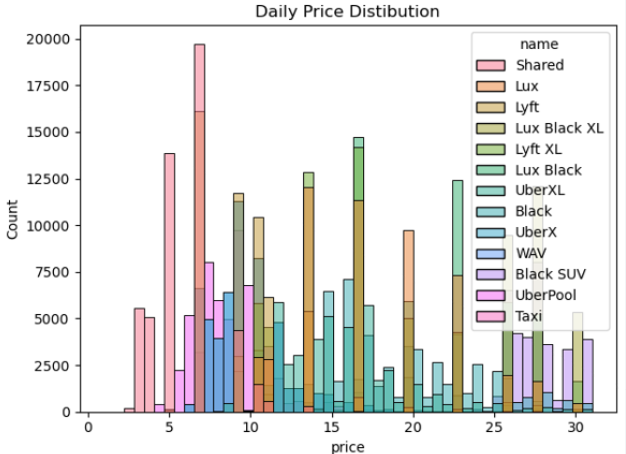 Daily Price Distibution
20000
17500
15000
12500
10000
7500
5000
2500
0
Count
name
Shared
Lux
Lyft
Lux Black XL
Lyft XL
Lux Black
UberXL
Black
UberX
WAV
Black SUV
UberPool
Taxi
0 5 10 15 20 25 30
price